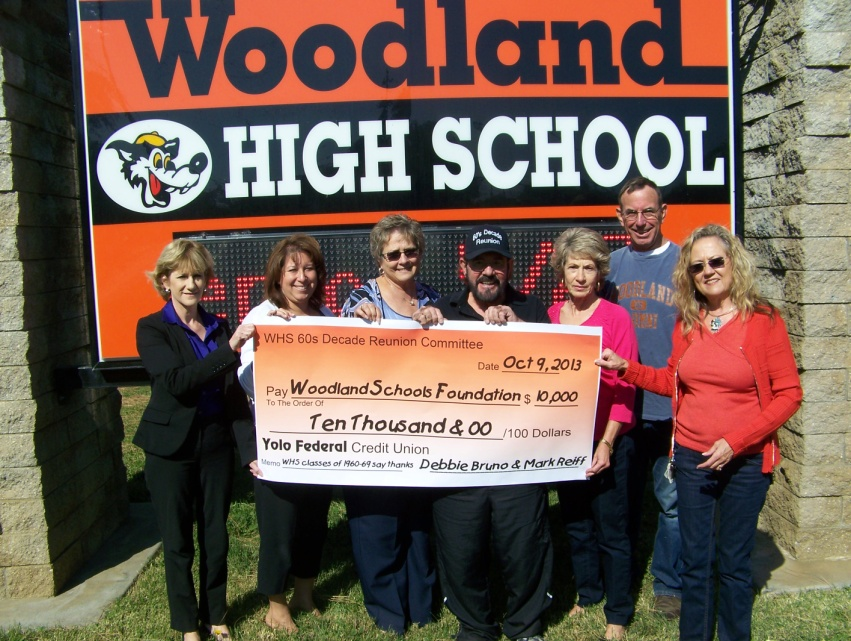 Woodland
HIGH SCHOOL
60's Decade
Reunion
WHS 60s Decade Reunion Committee
Date Oct 9, 2013
Pay Woodland Schools Foundation $ 10,000
To The Order Of
Ten Thousand & 00 /100 Dollars
Yolo Federal Credit Union
Memo WHS classes of 1960-69 say thanks Debbie Bruno & Mark Reiff